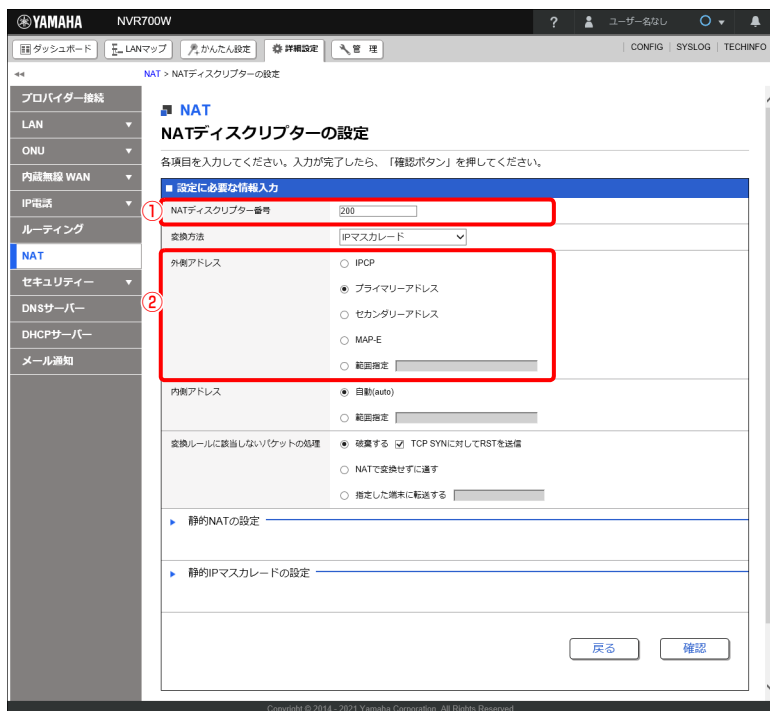 YAMAHA NVR700W ? ユーザー名なし
ダッシュボード LANマップ かんたん設定 詳細設定 管 理 CONFIG SYSLOG TECHINFO
NAT > NATディスクリプターの設定
プロバイダー接続
LAN
ONU
内蔵無線 WAN
IP電話
ルーティング
NAT
セキュリティー
DNSサーバー
DHCPサーバー
メール通知
NAT
NATディスクリプターの設定
各項目を入力してください。入力が完了したら、「確認ボタン」を押してください。
■ 設定に必要な情報入力
① NATディスクリプター番号 200
変換方法 IPマスカレード
② 外側アドレス IPCP
プライマリーアドレス
セカンダリーアドレス
MAP-E
範囲指定
内側アドレス 自動(auto)
範囲指定
変換ルールに該当しないパケットの処理 破棄する TCP SYNに対してRSTを送信
NATで変換せずに通す
指定した端末に転送する
静的NATの設定
静的IPマスカレードの設定
戻る 確認
Copyright © 2014 - 2021 Yamaha Corporation. All Rights Reserved.